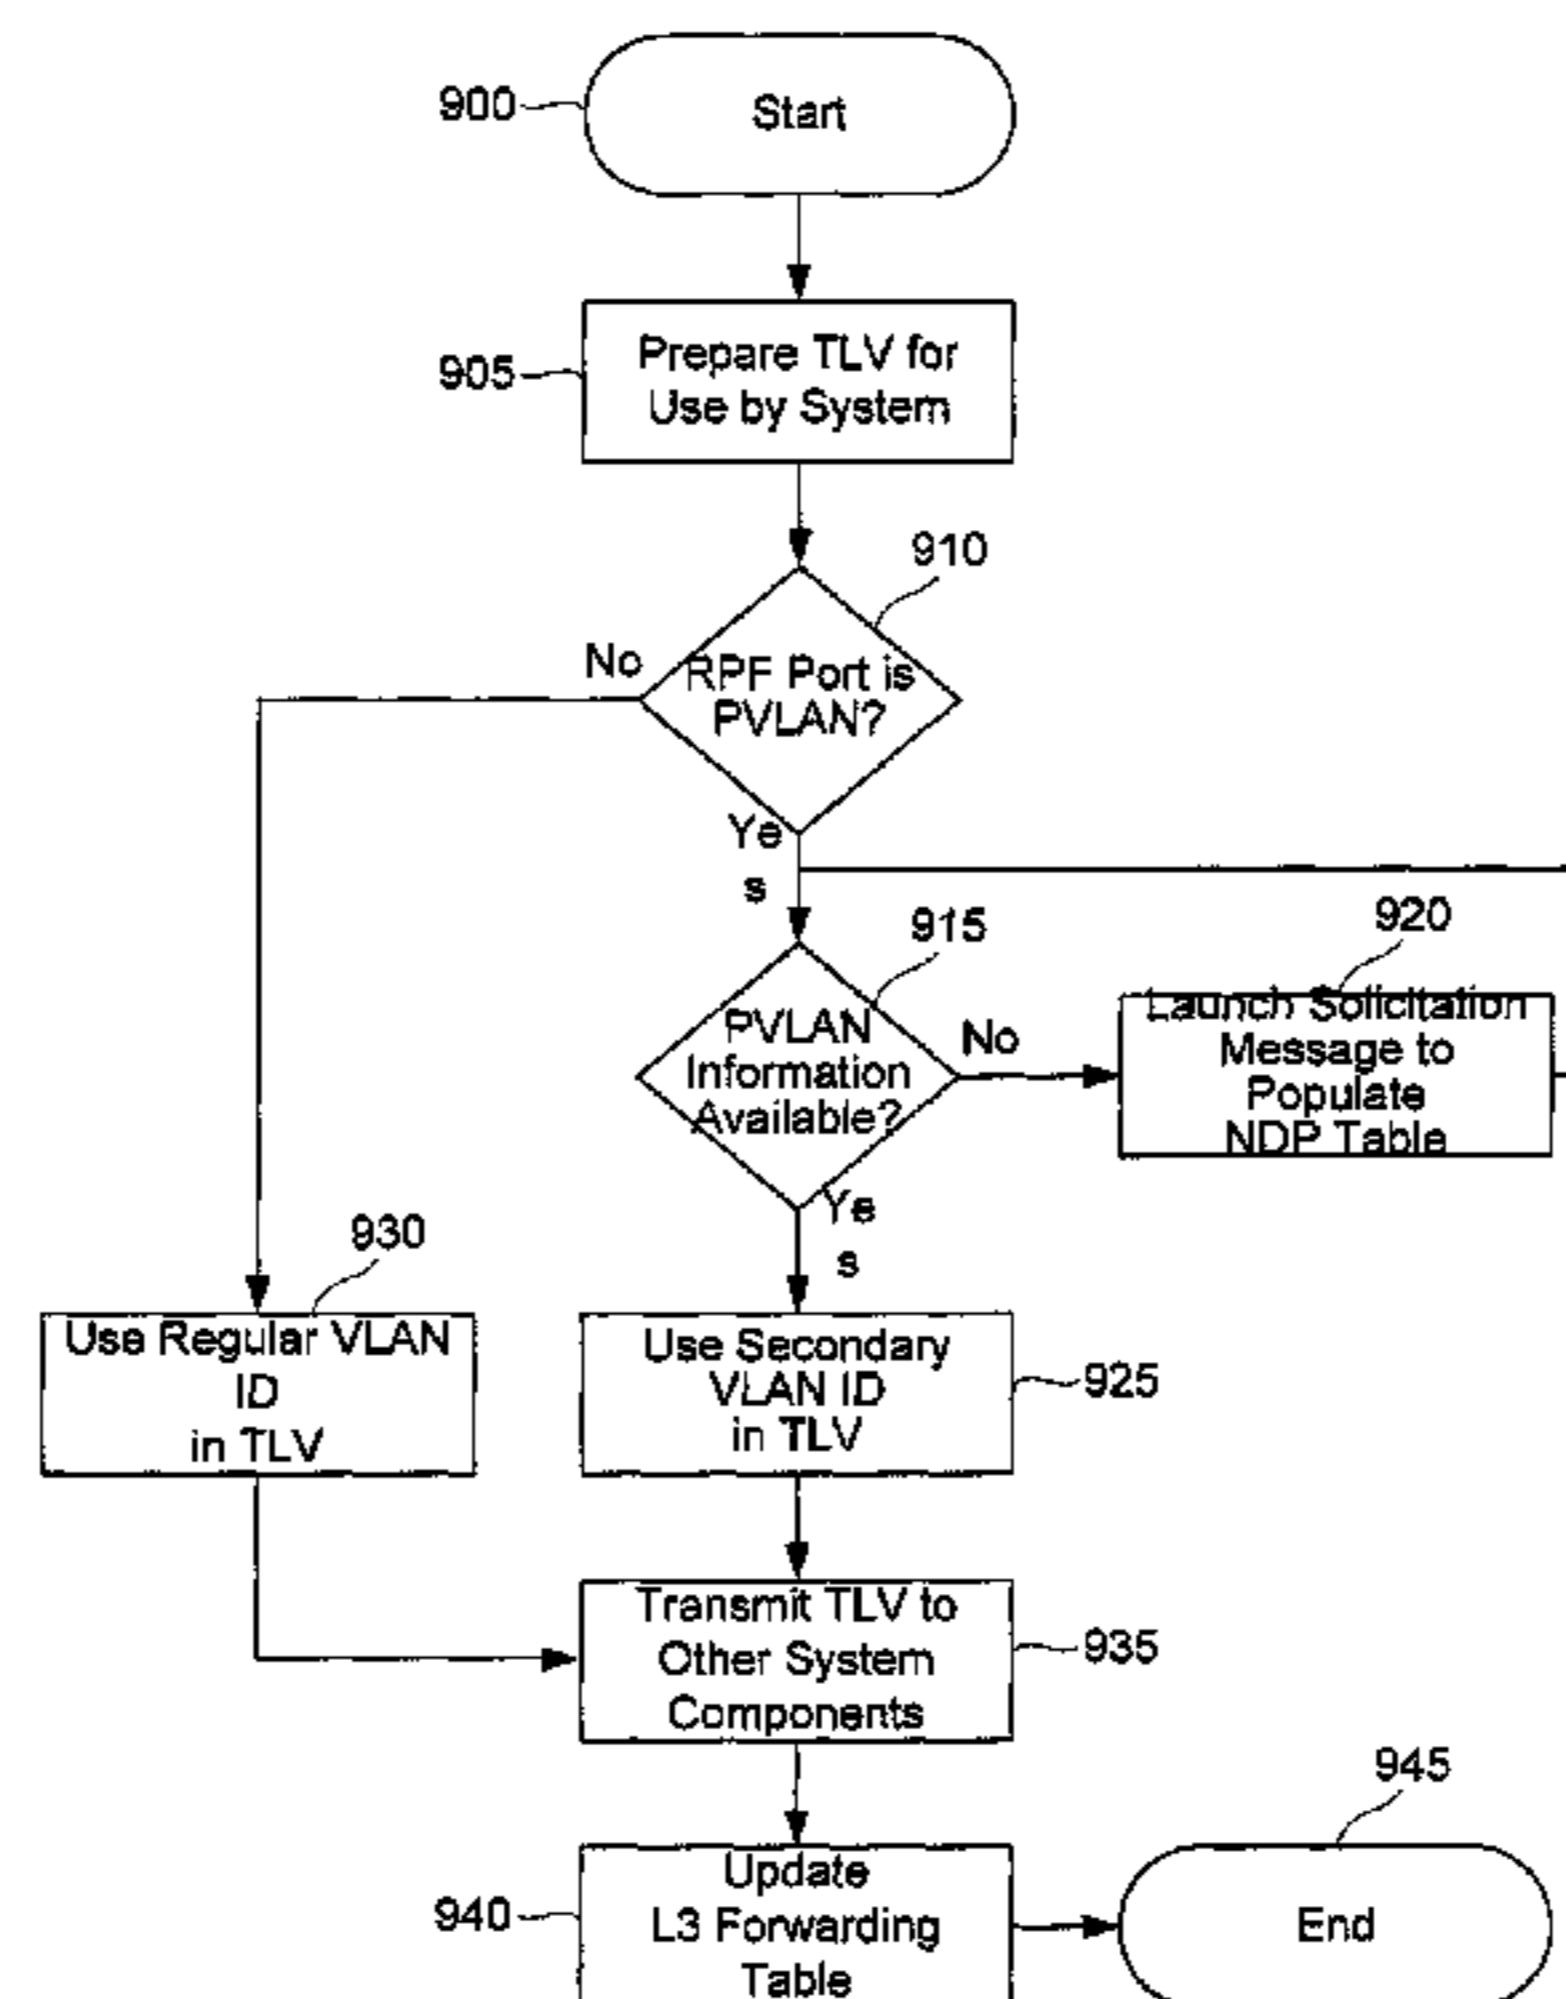 900
Start
905
Prepare TLV for
Use by System
910
No
RPF Port is
PVLAN?
Ye
s
915
920
PVLAN
Information
Available?
No
Launch Solicitation
Message to
Populate
NDP Table
Ye
s
930
Use Regular VLAN
ID
in TLV
Use Secondary
VLAN ID
in TLV
925
Transmit TLV to
Other System
Components
935
945
940
Update
L3 Forwarding
Table
End